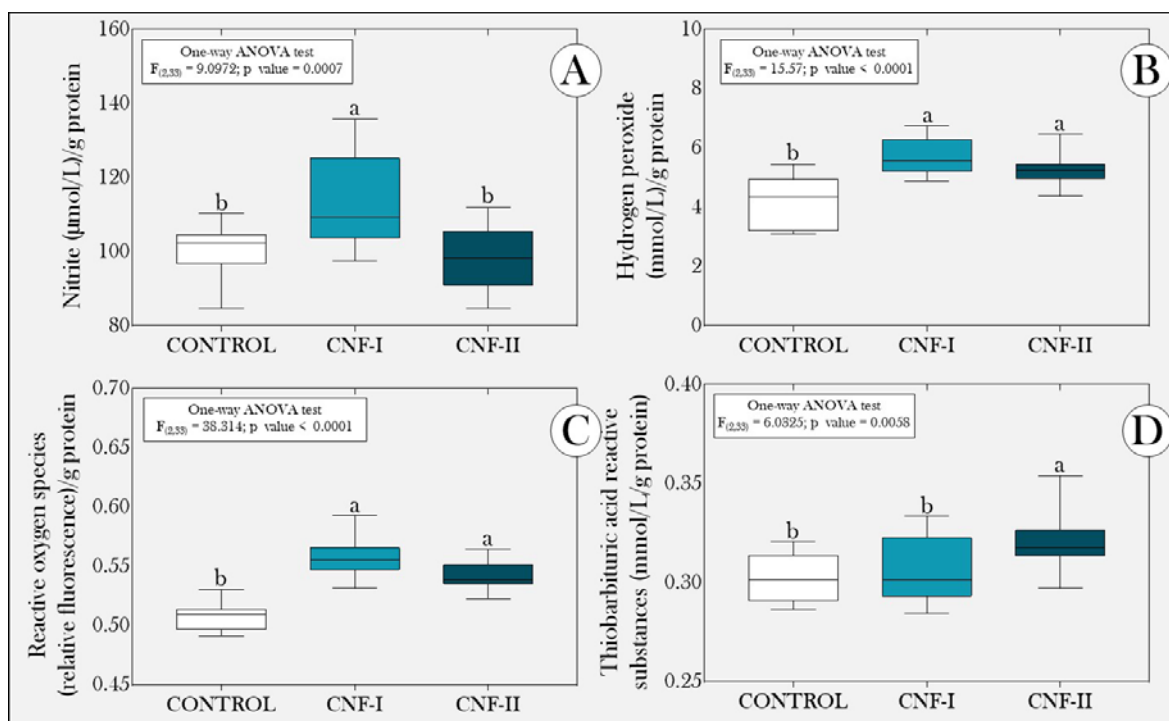 One-way ANOVA test
F(2,33) = 9.0972; p value = 0.0007
A
Nitrite (µmol/L)/g protein
160
140
120
100
80
b
a
b
CONTROL
CNF-I
CNF-II
One-way ANOVA test
F(2,33) = 15.57; p value < 0.0001
B
Hydrogen peroxide
(mmol/L)/g protein
10
8
6
4
2
0
b
a
a
CONTROL
CNF-I
CNF-II
One-way ANOVA test
F(2,33) = 38.314; p value < 0.0001
C
Reactive oxygen species
(relative fluorescence)/g protein
0.70
0.65
0.60
0.55
0.50
0.45
b
a
a
CONTROL
CNF-I
CNF-II
One-way ANOVA test
F(2,33) = 6.0325; p value = 0.0058
D
Thiobarbituric acid reactive
substances (mmol/L/g protein)
0.40
0.35
0.30
0.25
b
b
a
CONTROL
CNF-I
CNF-II